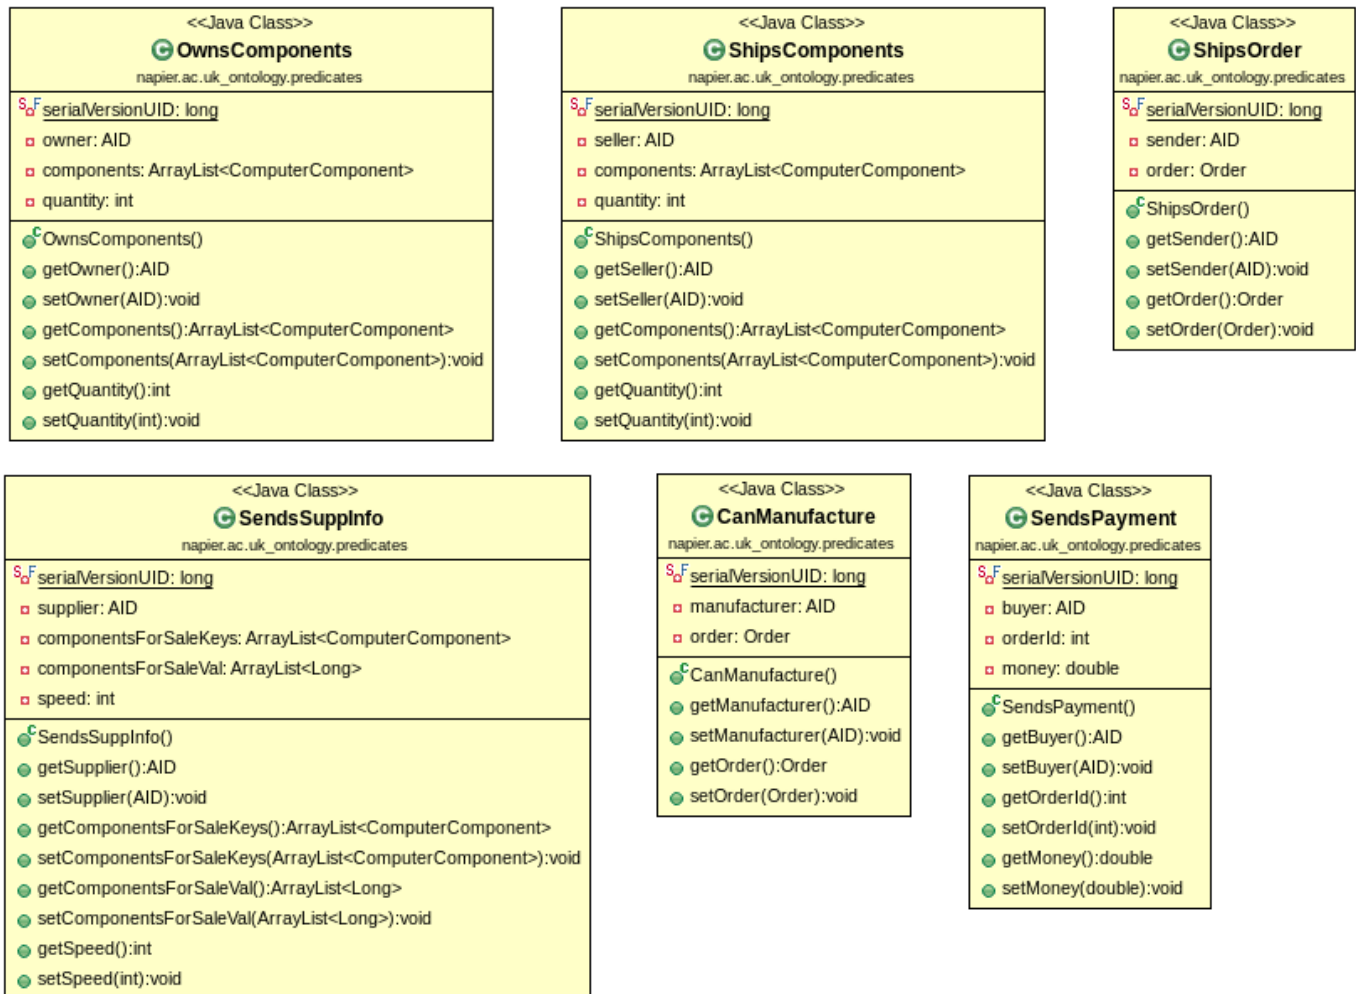 <<Java Class>>
OwnsComponents
napier.ac.uk_ontology.predicates
serialVersionUID: long
owner: AID
components: ArrayList<ComputerComponent>
quantity: int
OwnsComponents()
getOwner():AID
setOwner(AID):void
getComponents():ArrayList<ComputerComponent>
setComponents(ArrayList<ComputerComponent>):void
getQuantity():int
setQuantity(int):void
<<Java Class>>
ShipsComponents
napier.ac.uk_ontology.predicates
serialVersionUID: long
seller: AID
components: ArrayList<ComputerComponent>
quantity: int
ShipsComponents()
getSeller():AID
setSeller(AID):void
getComponents():ArrayList<ComputerComponent>
setComponents(ArrayList<ComputerComponent>):void
getQuantity():int
setQuantity(int):void
<<Java Class>>
ShipsOrder
napier.ac.uk_ontology.predicates
serialVersionUID: long
sender: AID
order: Order
ShipsOrder()
getSender():AID
setSender(AID):void
getOrder():Order
setOrder(Order):void
<<Java Class>>
SendsSuppInfo
napier.ac.uk_ontology.predicates
serialVersionUID: long
supplier: AID
componentsForSaleKeys: ArrayList<ComputerComponent>
componentsForSaleVal: ArrayList<Long>
speed: int
SendsSuppInfo()
getSupplier():AID
setSupplier(AID):void
getComponentsForSaleKeys():ArrayList<ComputerComponent>
setComponentsForSaleKeys(ArrayList<ComputerComponent>):void
getComponentsForSaleVal():ArrayList<Long>
setComponentsForSaleVal(ArrayList<Long>):void
getSpeed():int
setSpeed(int):void
<<Java Class>>
CanManufacture
napier.ac.uk_ontology.predicates
serialVersionUID: long
manufacturer: AID
order: Order
CanManufacture()
getManufacturer():AID
setManufacturer(AID):void
getOrder():Order
setOrder(Order):void
<<Java Class>>
SendsPayment
napier.ac.uk_ontology.predicates
serialVersionUID: long
buyer: AID
orderId: int
money: double
SendsPayment()
getBuyer():AID
setBuyer(AID):void
getOrderId():int
setOrderId(int):void
getMoney():double
setMoney(double):void